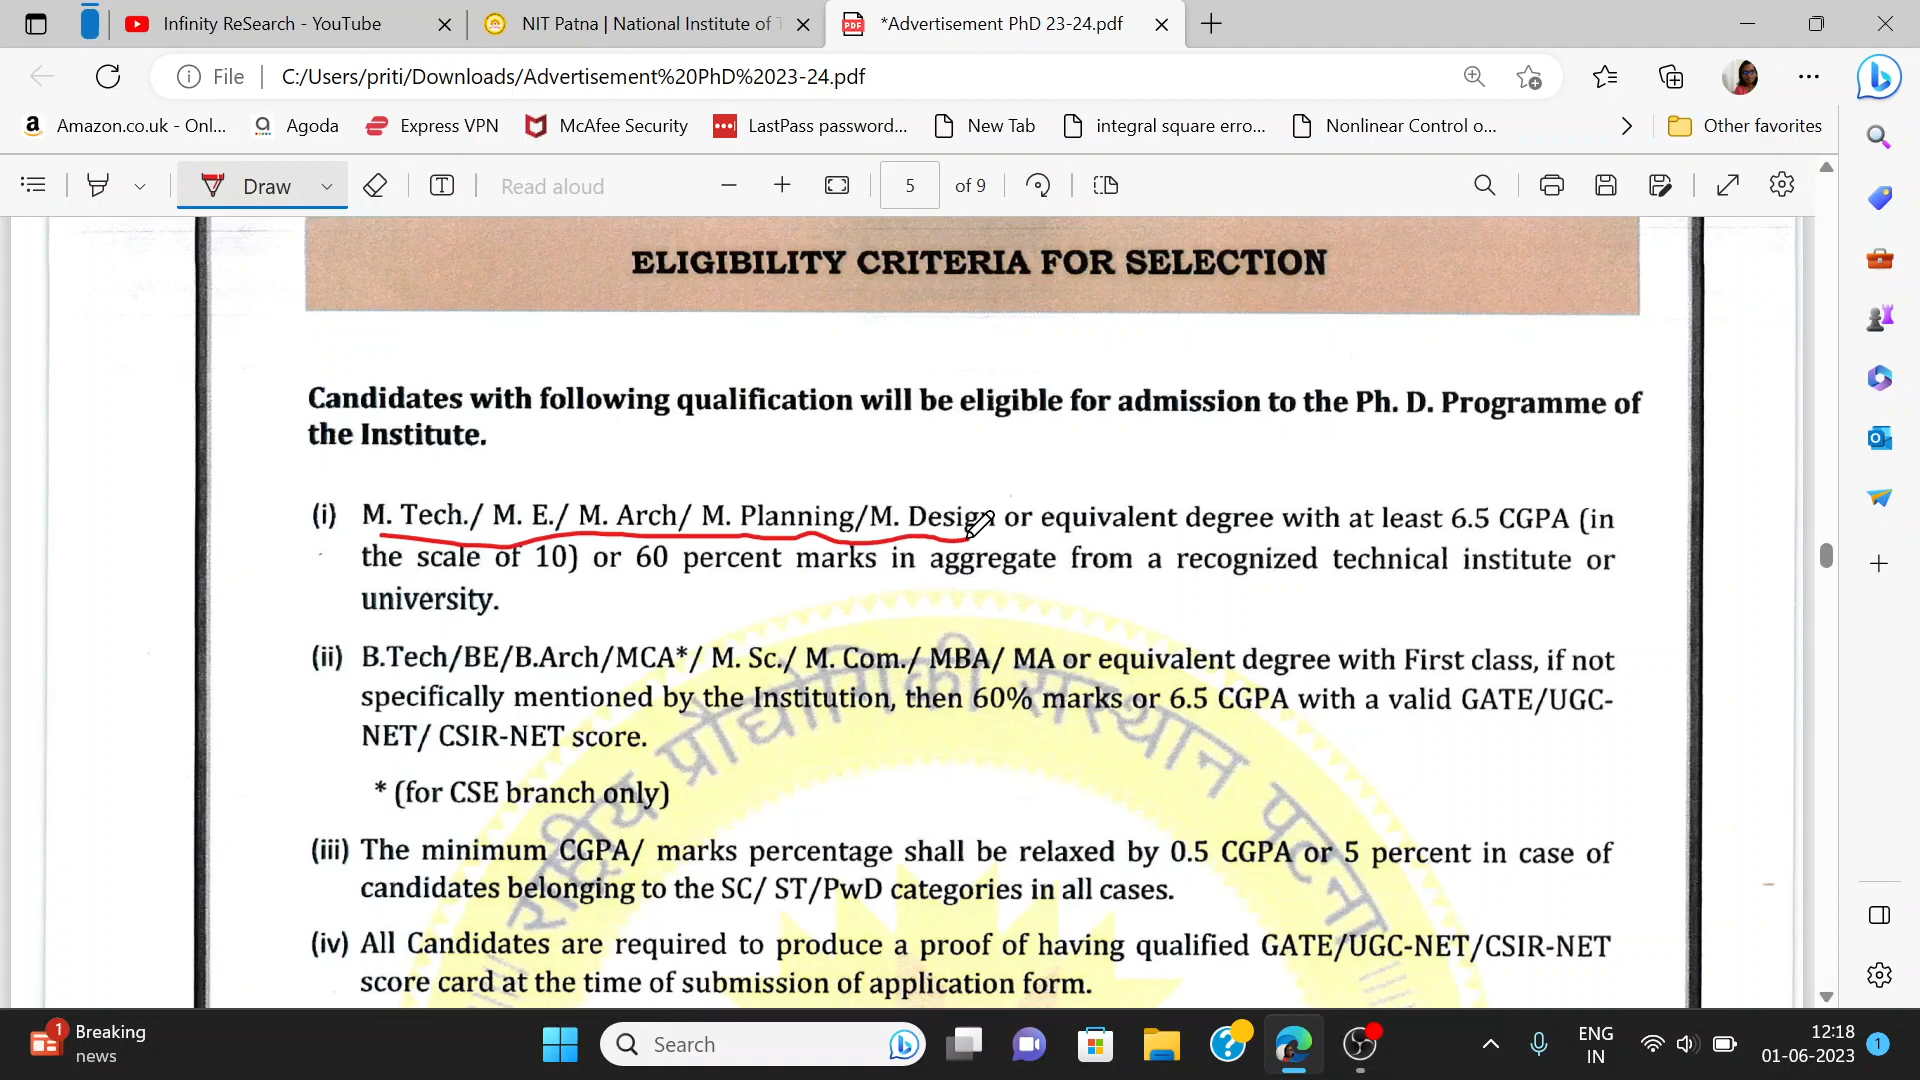 Infinity ReSearch - YouTube
NIT Patna | National Institute of
*Advertisement PhD 23-24.pdf
File
C:/Users/priti/Downloads/Advertisement%20PhD%2023-24.pdf
Amazon.co.uk - Onl...
Agoda
Express VPN
McAfee Security
LastPass password...
New Tab
integral square erro...
Nonlinear Control o...
Other favorites
Draw
Read aloud
5
of 9
ELIGIBILITY CRITERIA FOR SELECTION
Candidates with following qualification will be eligible for admission to the Ph. D. Programme of
the Institute.
(i) M. Tech./ M. E./ M. Arch/ M. Planning/M. Design or equivalent degree with at least 6.5 CGPA (in
the scale of 10) or 60 percent marks in aggregate from a recognized technical institute or
university.
(ii) B.Tech/BE/B.Arch/MCA*/ M. Sc./ M. Com./ MBA/ MA or equivalent degree with First class, if not
specifically mentioned by the Institution, then 60% marks or 6.5 CGPA with a valid GATE/UGC-
NET/ CSIR-NET score.
* (for CSE branch only)
(iii) The minimum CGPA/ marks percentage shall be relaxed by 0.5 CGPA or 5 percent in case of
candidates belonging to the SC/ ST/PwD categories in all cases.
(iv) All Candidates are required to produce a proof of having qualified GATE/UGC-NET/CSIR-NET
score card at the time of submission of application form.
राष्ट्रीय प्रौद्योगिकी संस्थान पटना
1
Breaking
news
Search
ENG
IN
12:18
01-06-2023
1